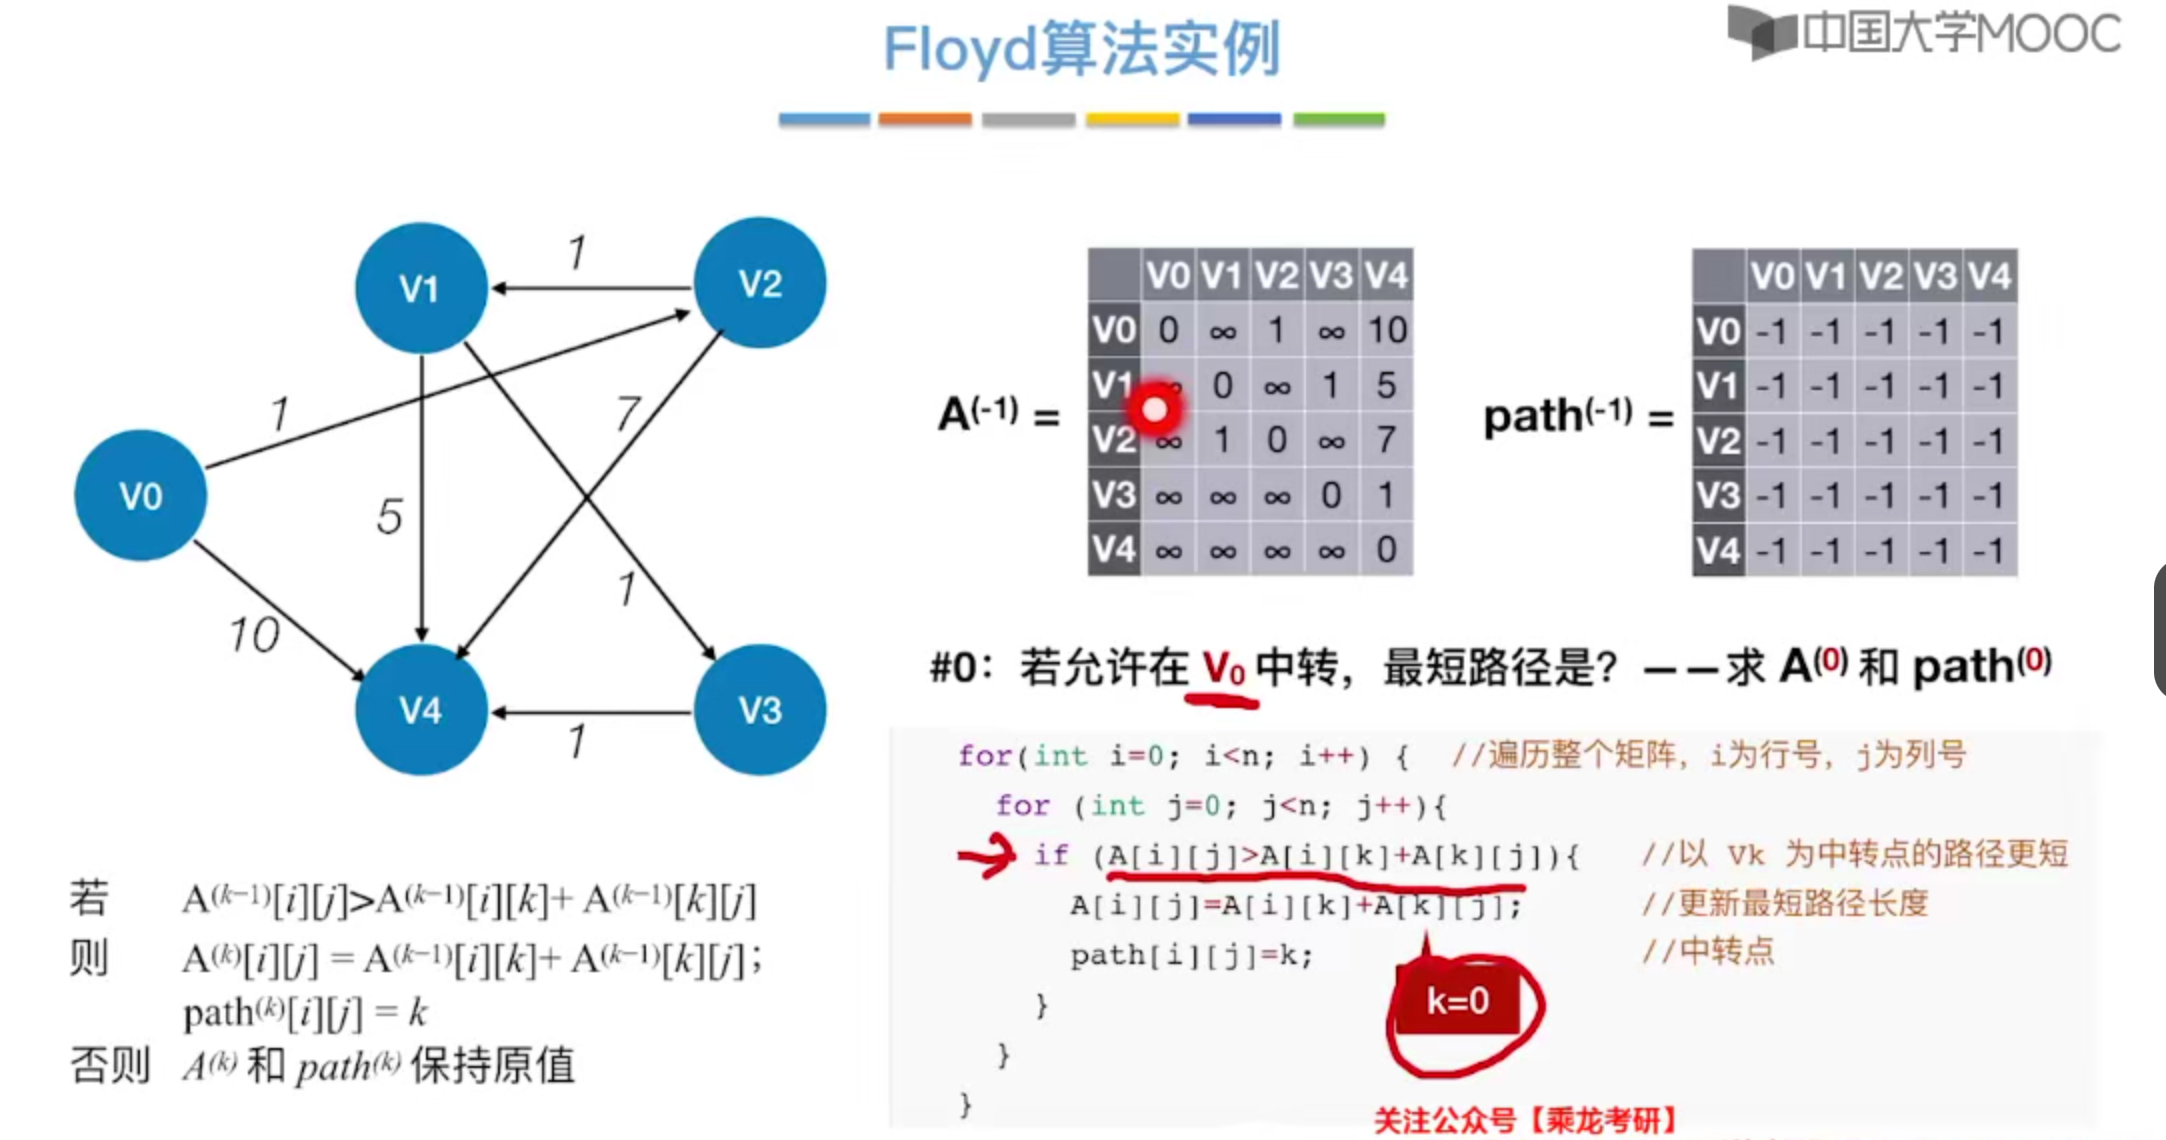 Floyd算法实例
中国大学MOOC
V1
V2
V0
V4
V3
1
1
7
5
10
1
1
A(-1) =
V0 V1 V2 V3 V4
V0 0 ∞ 1 ∞ 10
V1 ∞ 0 ∞ 1 5
V2 ∞ 1 0 ∞ 7
V3 ∞ ∞ ∞ 0 1
V4 ∞ ∞ ∞ ∞ 0
path(-1) =
V0 V1 V2 V3 V4
V0 -1 -1 -1 -1 -1
V1 -1 -1 -1 -1 -1
V2 -1 -1 -1 -1 -1
V3 -1 -1 -1 -1 -1
V4 -1 -1 -1 -1 -1
#0：若允许在 V0 中转，最短路径是？——求 A(0) 和 path(0)
for(int i=0; i<n; i++) { //遍历整个矩阵，i为行号，j为列号
for (int j=0; j<n; j++){
if (A[i][j]>A[i][k]+A[k][j]){ //以 Vk 为中转点的路径更短
A[i][j]=A[i][k]+A[k][j]; //更新最短路径长度
path[i][j]=k; //中转点
}
}
}
k=0
若 A(k-1)[i][j]>A(k-1)[i][k]+ A(k-1)[k][j]
则 A(k)[i][j] = A(k-1)[i][k]+ A(k-1)[k][j];
path(k)[i][j] = k
否则 A(k) 和 path(k) 保持原值
关注公众号【乘龙考研】